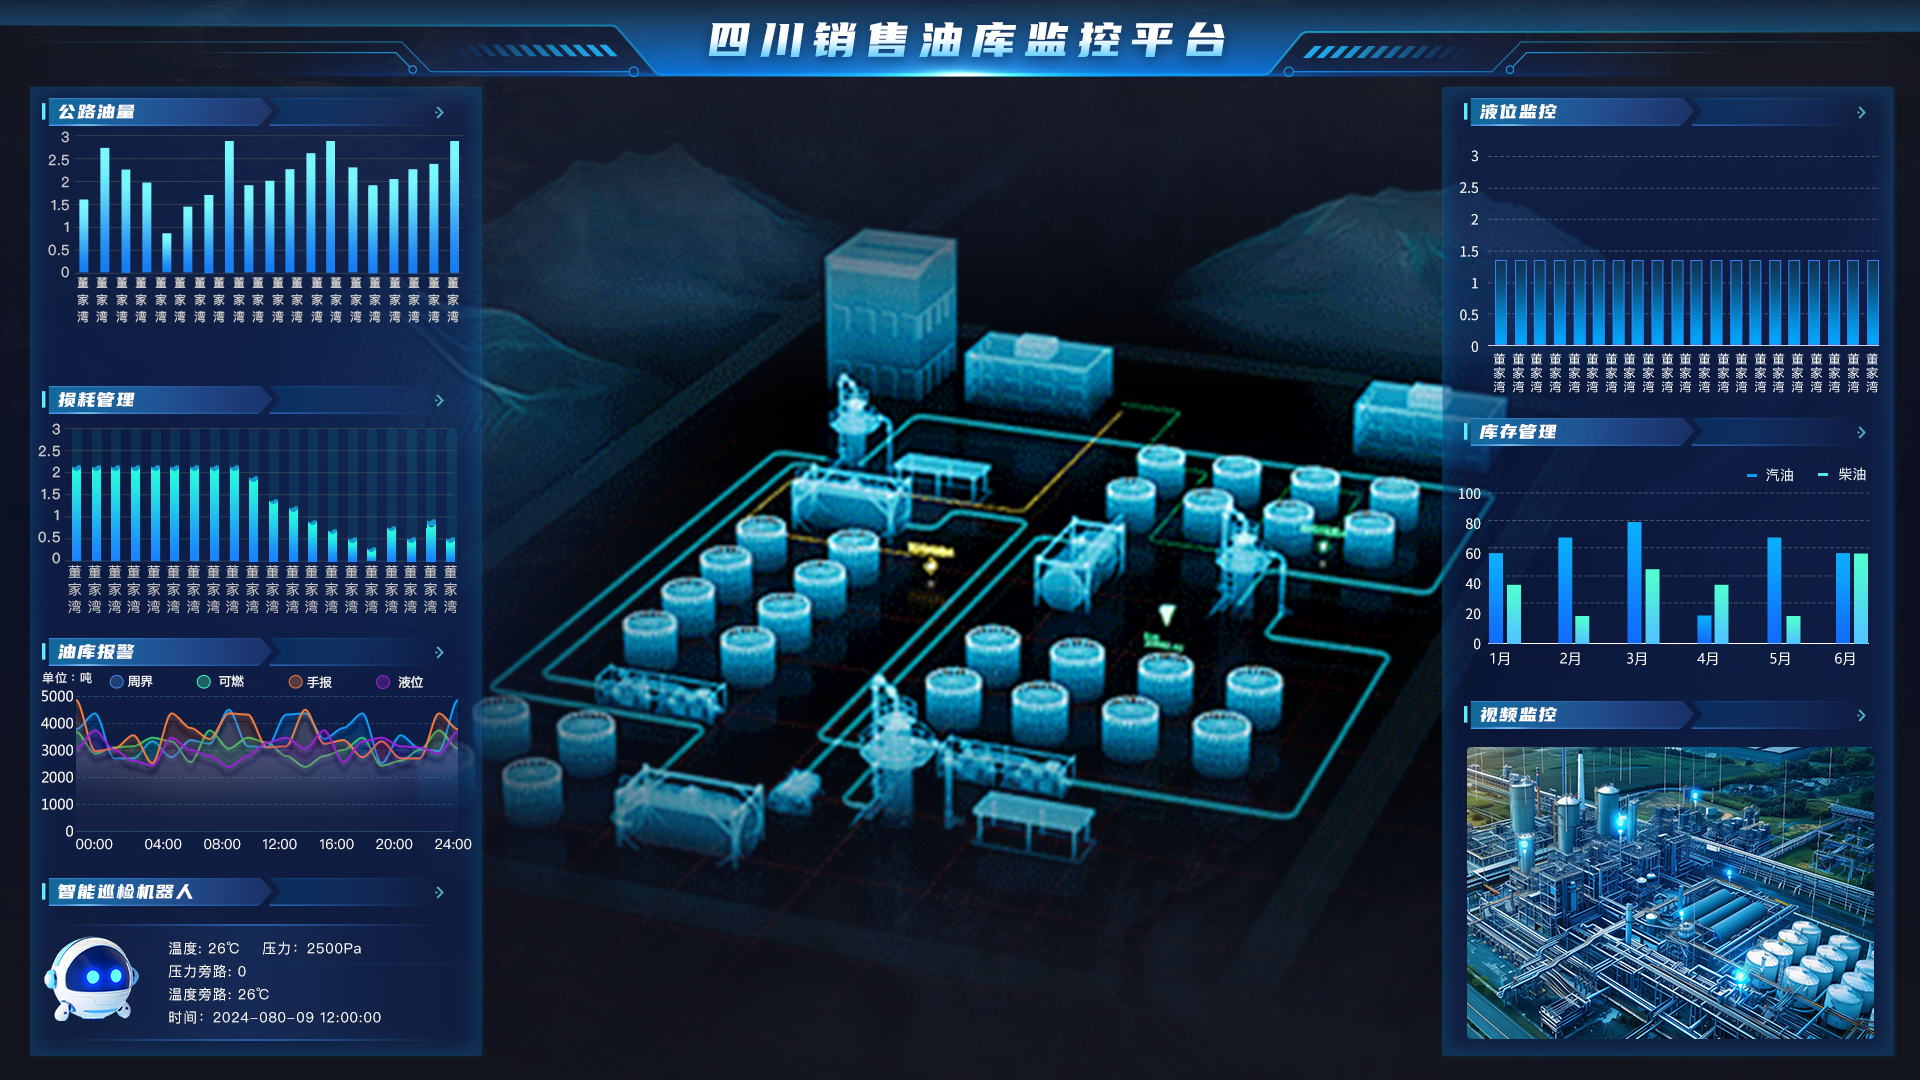 四川销售油库监控平台
公路油量
3
2.5
2
1.5
1
0.5
0
董家湾 董家湾 董家湾 董家湾 董家湾 董家湾 董家湾 董家湾 董家湾 董家湾 董家湾 董家湾 董家湾 董家湾 董家湾 董家湾 董家湾 董家湾 董家湾 董家湾
损耗管理
3
2.5
2
1.5
1
0.5
0
董家湾 董家湾 董家湾 董家湾 董家湾 董家湾 董家湾 董家湾 董家湾 董家湾 董家湾 董家湾 董家湾 董家湾 董家湾 董家湾 董家湾 董家湾 董家湾 董家湾
油库报警
单位：吨 周界 可燃 手报 液位
5000
4000
3000
2000
1000
0
00:00 04:00 08:00 12:00 16:00 20:00 24:00
智能巡检机器人
温度: 26℃ 压力：2500Pa
压力旁路: 0
温度旁路: 26℃
时间：2024-080-09 12:00:00
液位监控
3
2.5
2
1.5
1
0.5
0
董家湾 董家湾 董家湾 董家湾 董家湾 董家湾 董家湾 董家湾 董家湾 董家湾 董家湾 董家湾 董家湾 董家湾 董家湾 董家湾 董家湾 董家湾 董家湾 董家湾 董家湾
库存管理
汽油 柴油
100
80
60
40
20
0
1月 2月 3月 4月 5月 6月
视频监控